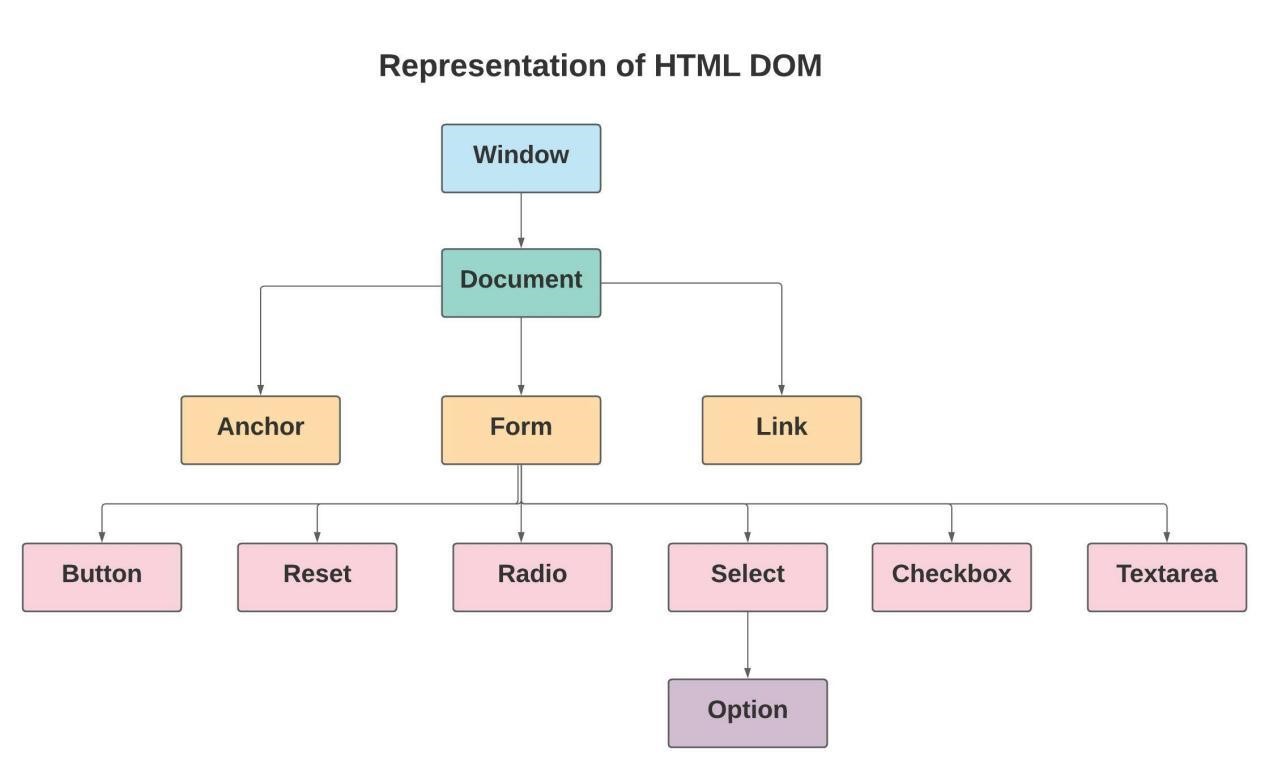 Representation of HTML DOM
Window
Document
Anchor
Form
Link
Button
Reset
Radio
Select
Checkbox
Textarea
Option